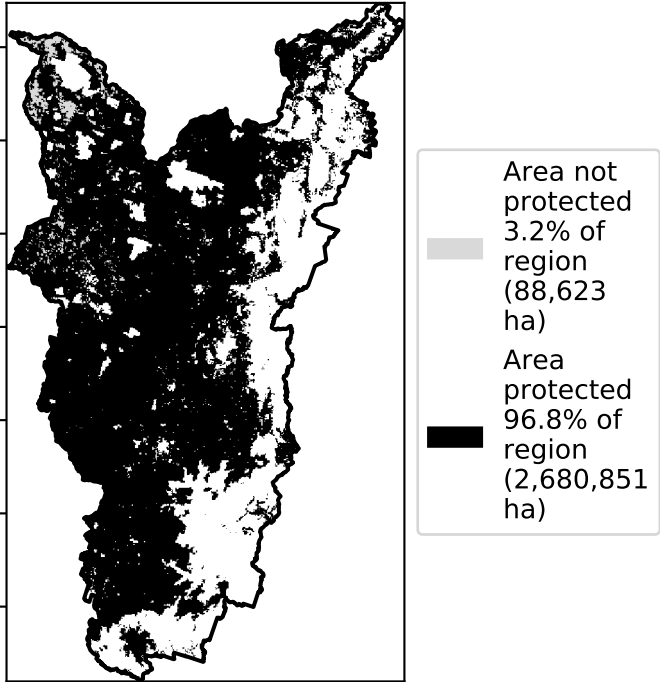 Area not
protected
3.2% of
region
(88,623
ha)
Area
protected
96.8% of
region
(2,680,851
ha)